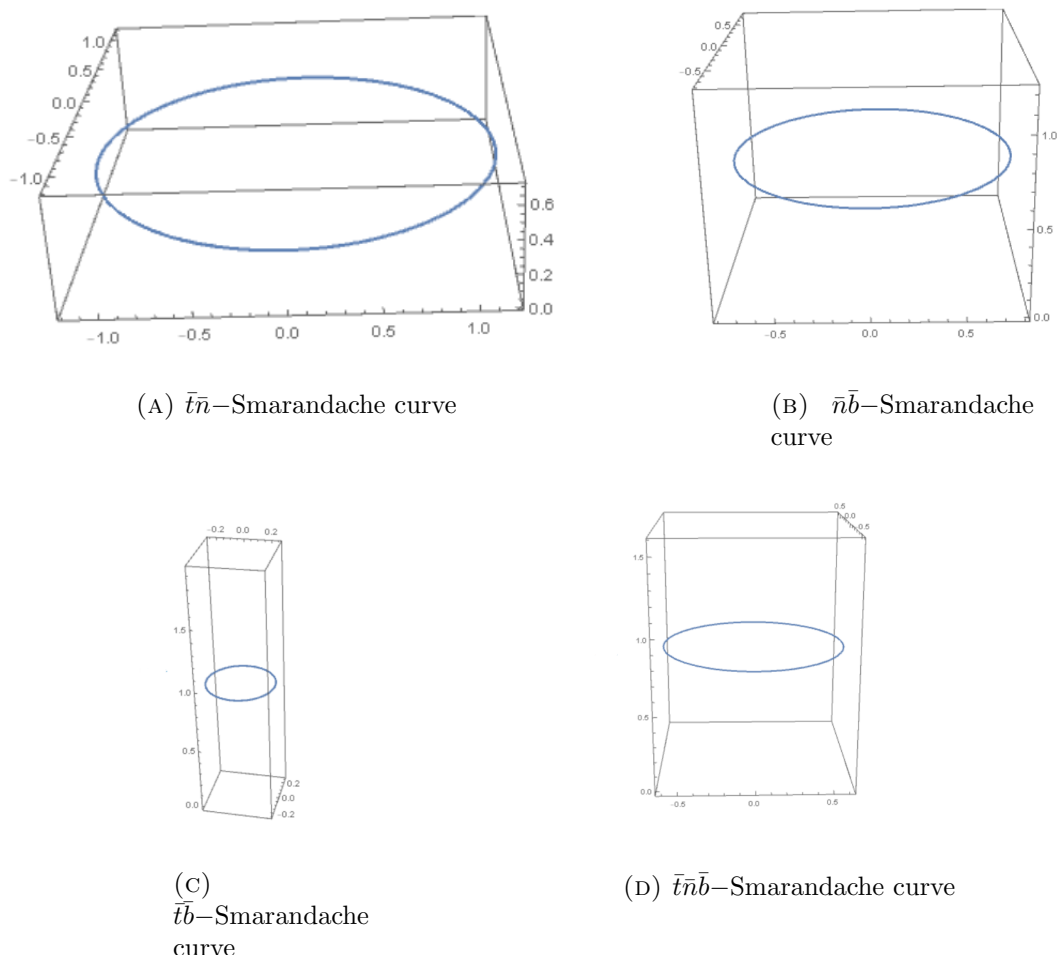 1.0
0.5
0.0
−0.5
−1.0
0.6
0.4
0.2
0.0
−1.0 −0.5 0.0 0.5 1.0
(A) t̄n̄−Smarandache curve
0.5
0.0
−0.5
1.0
0.5
0.0
−0.5 0.0 0.5
(B) n̄b̄−Smarandache
curve
−0.2 0.0 0.2
1.5
1.0
0.5
0.0
0.2
0.0
−0.2
(C)
t̄b̄−Smarandache
curve
0.5
0.0
0.5
1.5
1.0
0.5
0.0
−0.5 0.0 0.5
(D) t̄n̄b̄−Smarandache curve